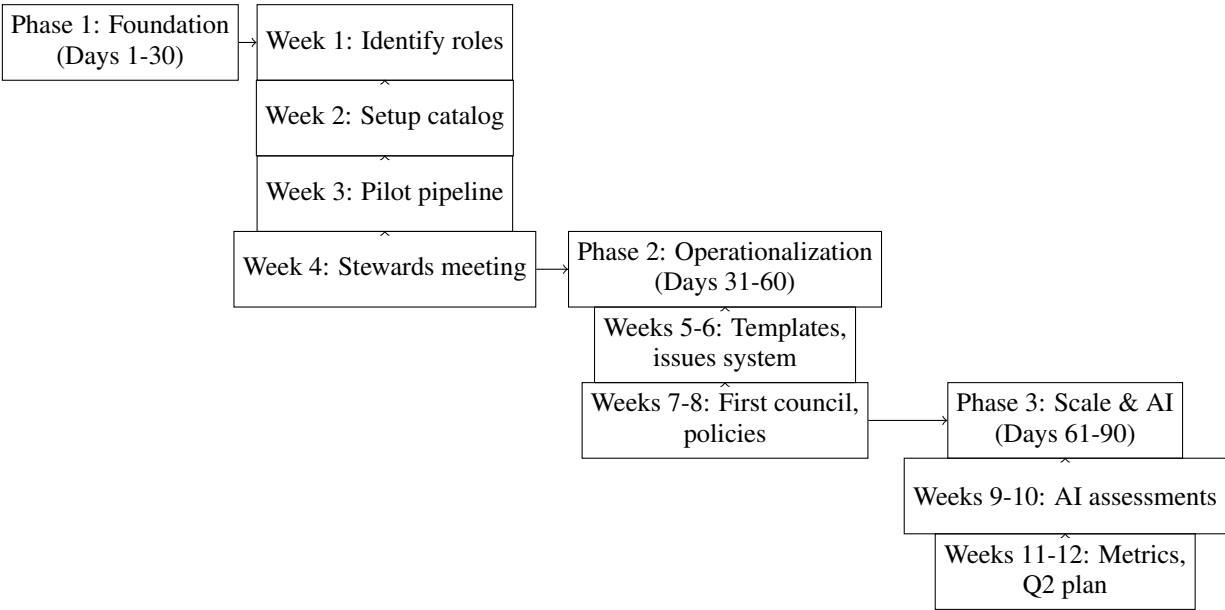 Phase 1: Foundation
(Days 1-30)
Week 1: Identify roles
Week 2: Setup catalog
Week 3: Pilot pipeline
Week 4: Stewards meeting
Phase 2: Operationalization
(Days 31-60)
Weeks 5-6: Templates,
issues system
Weeks 7-8: First council,
policies
Phase 3: Scale & AI
(Days 61-90)
Weeks 9-10: AI assessments
Weeks 11-12: Metrics,
Q2 plan